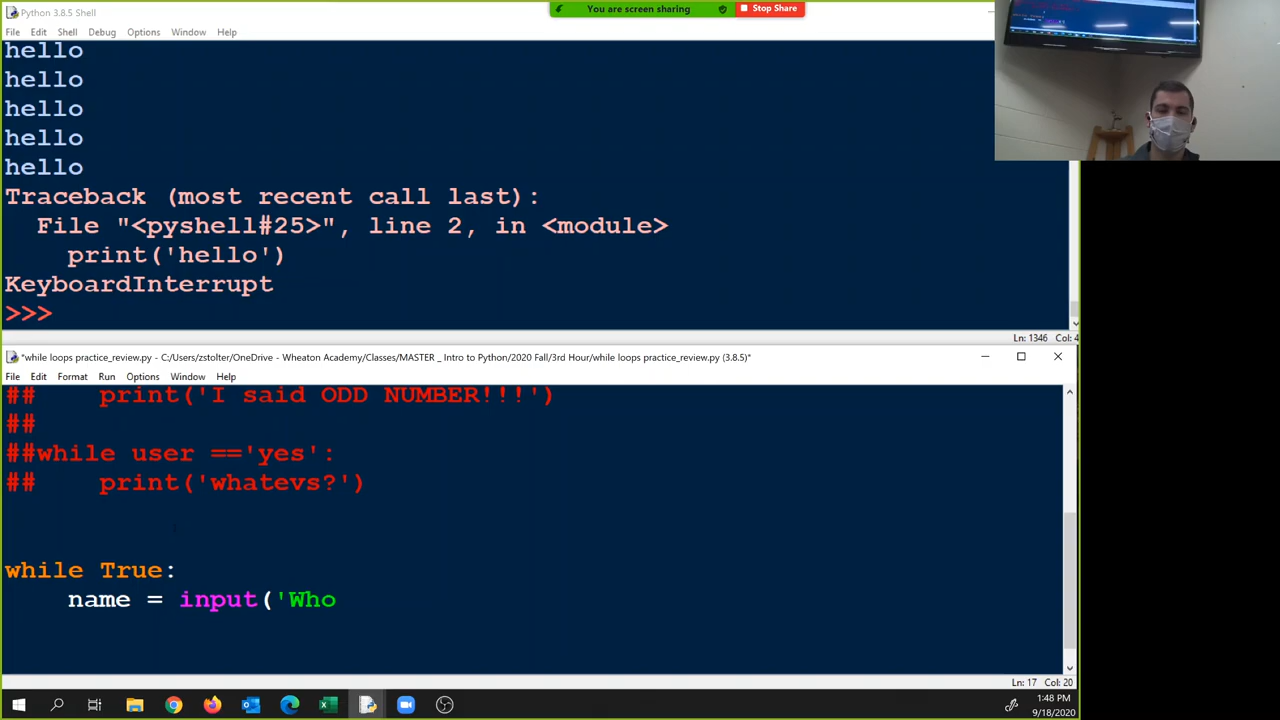 Python 3.8.5 Shell
You are screen sharing
Stop Share
File Edit Shell Debug Options Window Help
hello
hello
hello
hello
hello
Traceback (most recent call last):
File "<pyshell#25>", line 2, in <module>
print('hello')
KeyboardInterrupt
>>>
Ln: 1346 Col: 4
*while loops practice_review.py - C:/Users/zstolter/OneDrive - Wheaton Academy/Classes/MASTER _ Intro to Python/2020 Fall/3rd Hour/while loops practice_review.py (3.8.5)*
File Edit Format Run Options Window Help
## print('I said ODD NUMBER!!!')
##
##while user =='yes':
## print('whatevs?')
while True:
name = input('Who
Ln: 17 Col: 20
1:48 PM
9/18/2020